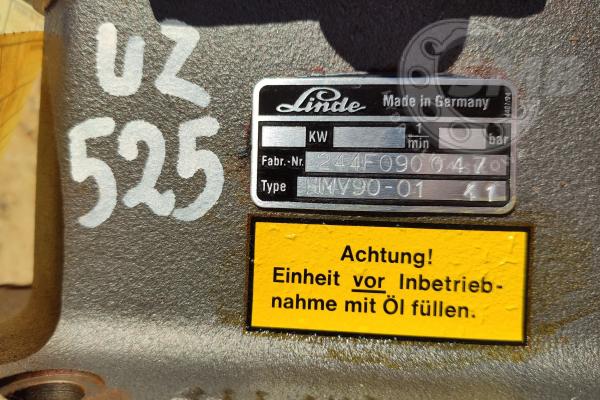 UZ
525
Linde Made in Germany
KW 1/min bar
Fabr.-Nr. 244F090047
Type HMV90-01 41
Achtung!
Einheit vor Inbetrieb-
nahme mit Öl füllen.